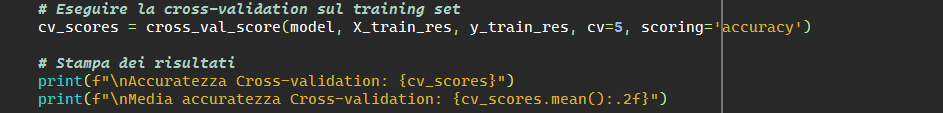 # Eseguire la cross-validation sul training set
cv_scores = cross_val_score(model, X_train_res, y_train_res, cv=5, scoring='accuracy')
# Stampa dei risultati
print(f"\nAccuratezza Cross-validation: {cv_scores}")
print(f"\nMedia accuratezza Cross-validation: {cv_scores.mean():.2f}")